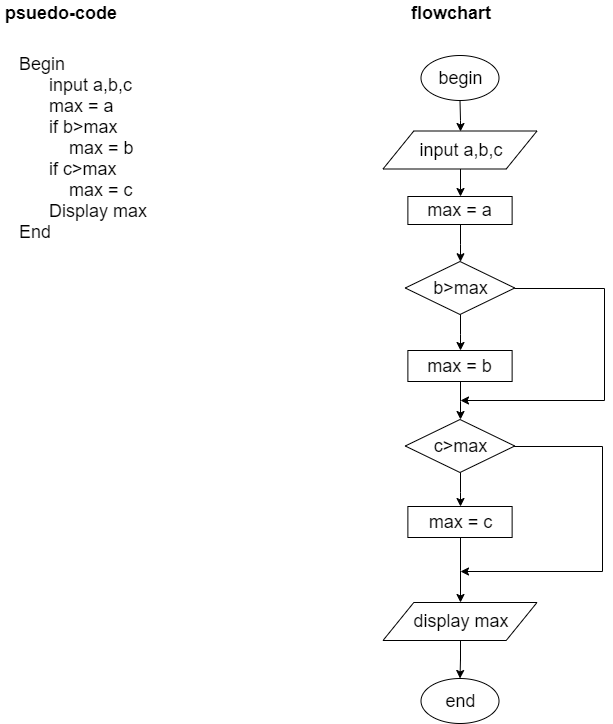 psuedo-code
Begin
input a,b,c
max = a
if b>max
max = b
if c>max
max = c
Display max
End
flowchart
begin
input a,b,c
max = a
b>max
max = b
c>max
max = c
display max
end